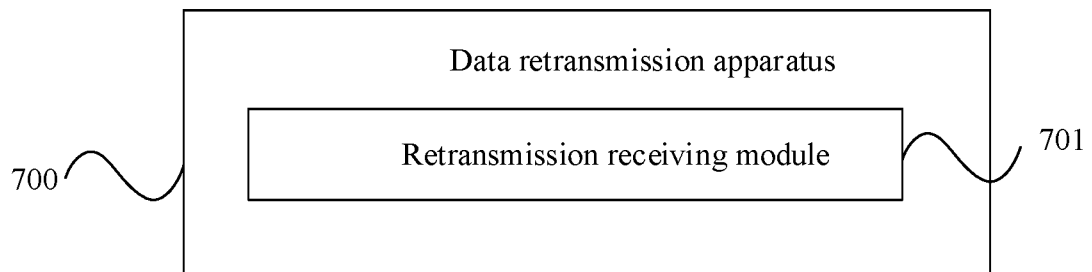 Data retransmission apparatus
Retransmission receiving module
700
701